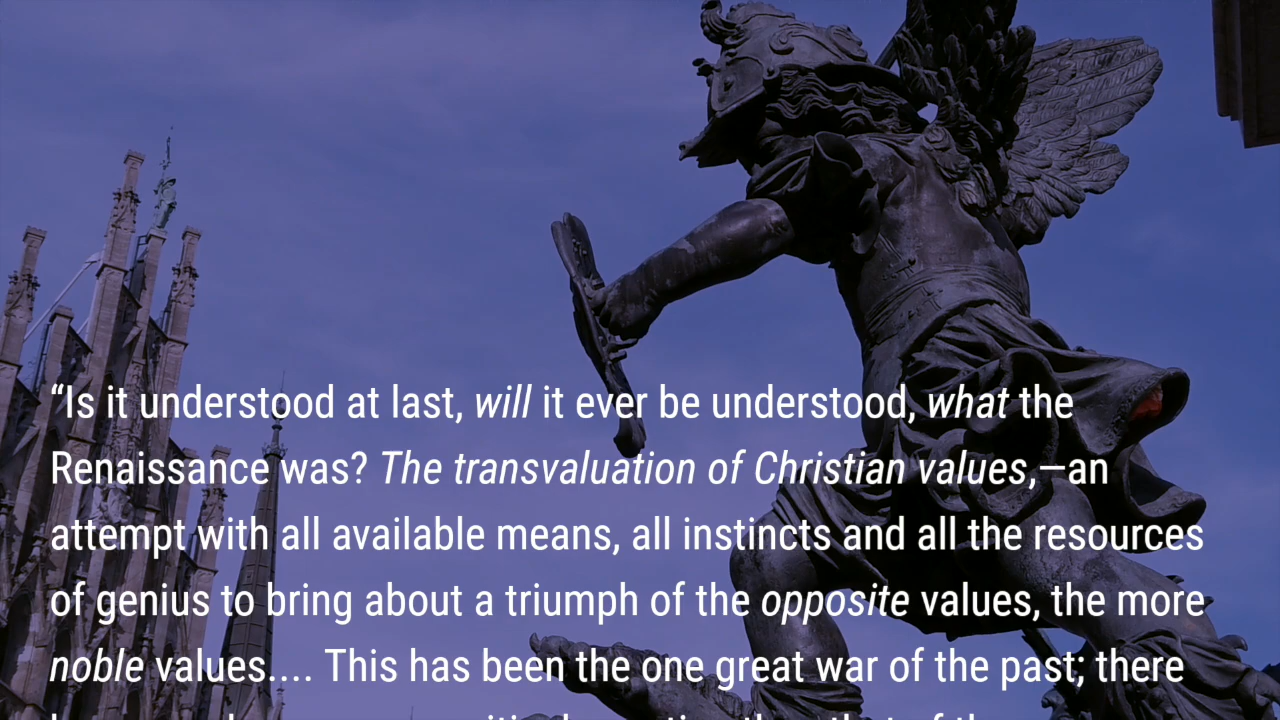 “Is it understood at last, will it ever be understood, what the
Renaissance was? The transvaluation of Christian values,—an
attempt with all available means, all instincts and all the resources
of genius to bring about a triumph of the opposite values, the more
noble values.... This has been the one great war of the past; there